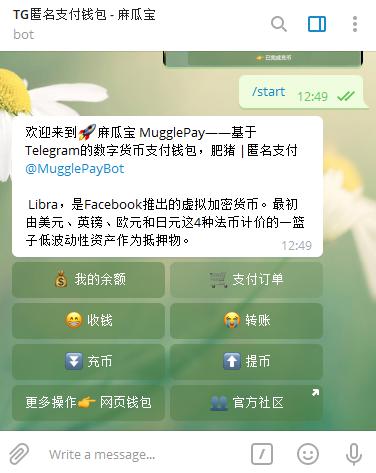 TG匿名支付钱包 - 麻瓜宝
bot
👉 已完成充币
/start
12:49
欢迎来到🚀麻瓜宝 MugglePay——基于
Telegram的数字货币支付钱包，肥猪 |匿名支付
@MugglePayBot
Libra，是Facebook推出的虚拟加密货币。最初
由美元、英镑、欧元和日元这4种法币计价的一篮
子低波动性资产作为抵押物。
12:49
💰 我的余额
🛒 支付订单
😁 收钱
😭 转账
⏬ 充币
⬆️ 提币
更多操作👉 网页钱包
👥 官方社区
Write a message...